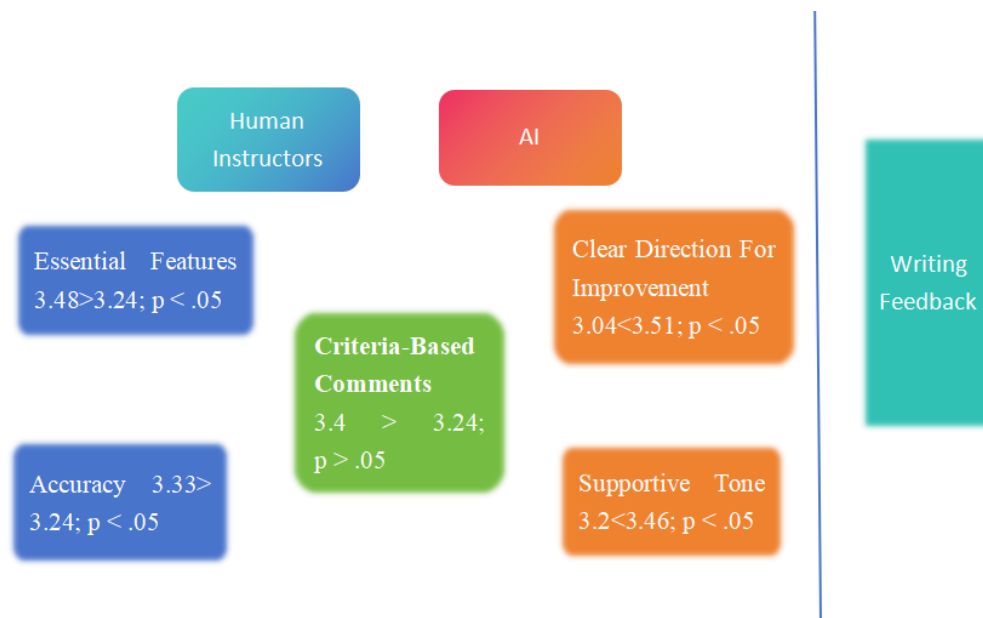 Human
Instructors
AI
Essential Features
3.48>3.24; p < .05
Clear Direction For
Improvement
3.04<3.51; p < .05
Writing
Feedback
Criteria-Based
Comments
3.4 > 3.24;
p > .05
Accuracy 3.33>
3.24; p < .05
Supportive Tone
3.2<3.46; p < .05